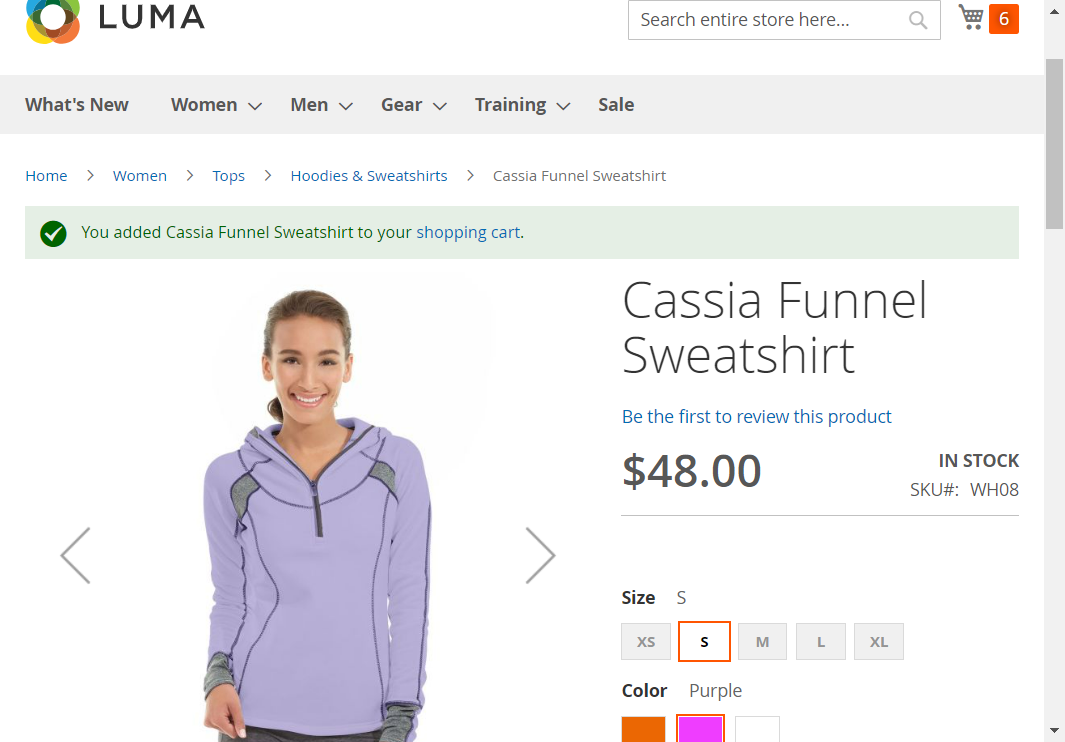 LUMA
Search entire store here...
6
What's New
Women
Men
Gear
Training
Sale
Home
Women
Tops
Hoodies & Sweatshirts
Cassia Funnel Sweatshirt
You added Cassia Funnel Sweatshirt to your shopping cart.
Cassia Funnel
Sweatshirt
Be the first to review this product
$48.00
IN STOCK
SKU#: WH08
Size S
XS
S
M
L
XL
Color Purple